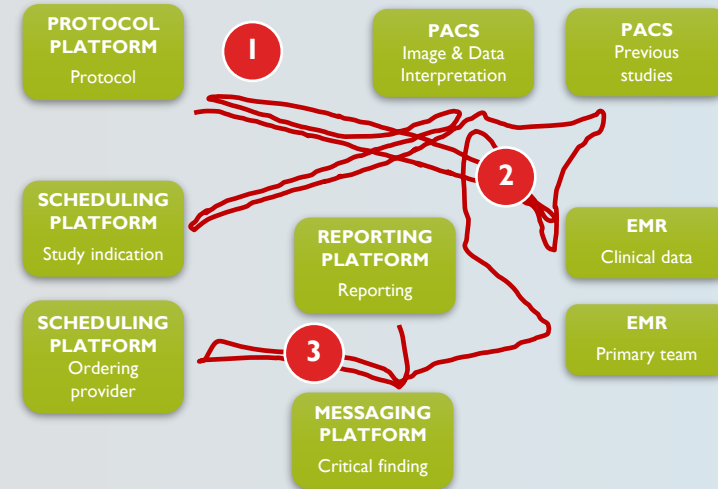 PROTOCOL
PLATFORM
Protocol
1
PACS
Image & Data
Interpretation
PACS
Previous
studies
2
SCHEDULING
PLATFORM
Study indication
REPORTING
PLATFORM
Reporting
EMR
Clinical data
SCHEDULING
PLATFORM
Ordering
provider
3
EMR
Primary team
MESSAGING
PLATFORM
Critical finding